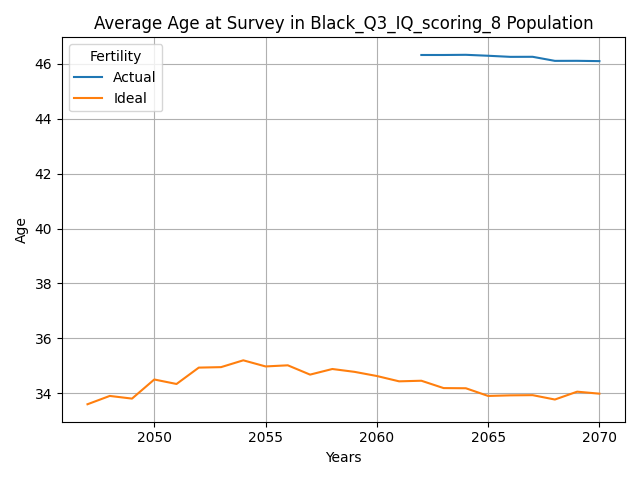 Average Age at Survey in Black_Q3_IQ_scoring_8 Population
Fertility
Actual
Ideal
46
44
42
40
38
36
34
Age
2050 2055 2060 2065 2070
Years